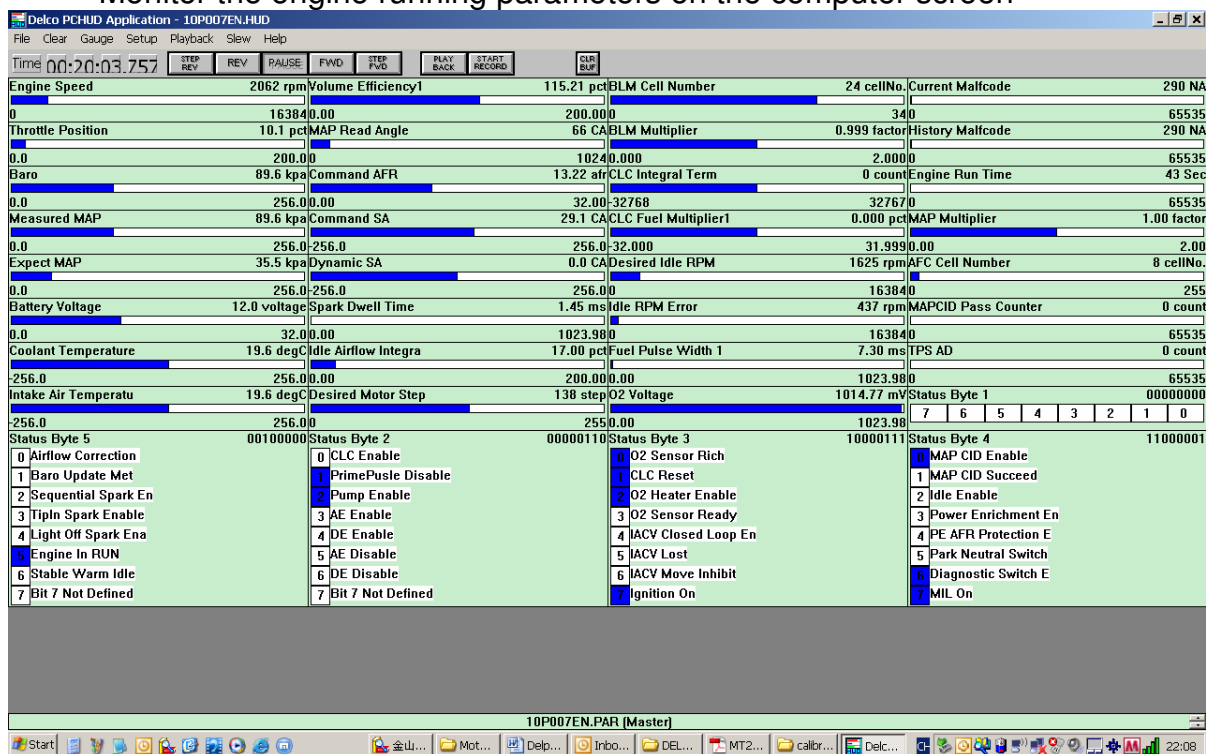 Monitor the engine running parameters on the computer screen
Delco PCHUD Application - 10P007EN.HUD
File Clear Gauge Setup Playback Slew Help
Time 00:20:03.757 STEP REV REV PAUSE FWD STEP FWD PLAY BACK START RECORD CLR BUF
Engine Speed 2062 rpm Volume Efficiency1 115.21 pct BLM Cell Number 24 cellNo. Current Malfcode 290 NA
0 16384 0.00 200.00 0 34 0 65535
Throttle Position 10.1 pct MAP Read Angle 66 CA BLM Multiplier 0.999 factor History Malfcode 290 NA
0.0 200.0 0 1024 0.000 2.000 0 65535
Baro 89.6 kpa Command AFR 13.22 afr CLC Integral Term 0 count Engine Run Time 43 Sec
0.0 256.0 0.00 32.00 -32768 32767 0 65535
Measured MAP 89.6 kpa Command SA 29.1 CA CLC Fuel Multiplier1 0.000 pct MAP Multiplier 1.00 factor
0.0 256.0 -256.0 256.0 -32.000 31.999 0.00 2.00
Expect MAP 35.5 kpa Dynamic SA 0.0 CA Desired Idle RPM 1625 rpm AFC Cell Number 8 cellNo.
0.0 256.0 -256.0 256.0 0 16384 0 255
Battery Voltage 12.0 voltage Spark Dwell Time 1.45 ms Idle RPM Error 437 rpm MAPCID Pass Counter 0 count
0.0 32.0 0.00 1023.98 0 16384 0 65535
Coolant Temperature 19.6 degC Idle Airflow Integra 17.00 pct Fuel Pulse Width 1 7.30 ms TPS AD 0 count
-256.0 256.0 0.00 200.00 0.00 1023.98 0 65535
Intake Air Temperatu 19.6 degC Desired Motor Step 138 step O2 Voltage 1014.77 mV Status Byte 1 00000000
7 6 5 4 3 2 1 0
-256.0 256.0 0 255 0.00 1023.98
Status Byte 5 00100000 Status Byte 2 00000110 Status Byte 3 10000111 Status Byte 4 11000001
0 Airflow Correction 0 CLC Enable 0 O2 Sensor Rich 0 MAP CID Enable
1 Baro Update Met 1 PrimePusle Disable 1 CLC Reset 1 MAP CID Succeed
2 Sequential Spark En 2 Pump Enable 2 O2 Heater Enable 2 Idle Enable
3 TipIn Spark Enable 3 AE Enable 3 O2 Sensor Ready 3 Power Enrichment En
4 Light Off Spark Ena 4 DE Enable 4 IACV Closed Loop En 4 PE AFR Protection E
5 Engine In RUN 5 AE Disable 5 IACV Lost 5 Park Neutral Switch
6 Stable Warm Idle 6 DE Disable 6 IACV Move Inhibit 6 Diagnostic Switch E
7 Bit 7 Not Defined 7 Bit 7 Not Defined 7 Ignition On 7 MIL On
10P007EN.PAR (Master)
Start 金山... Mot... Delp... Inbo... DEL... MT2... calibr... Delc... 22:08